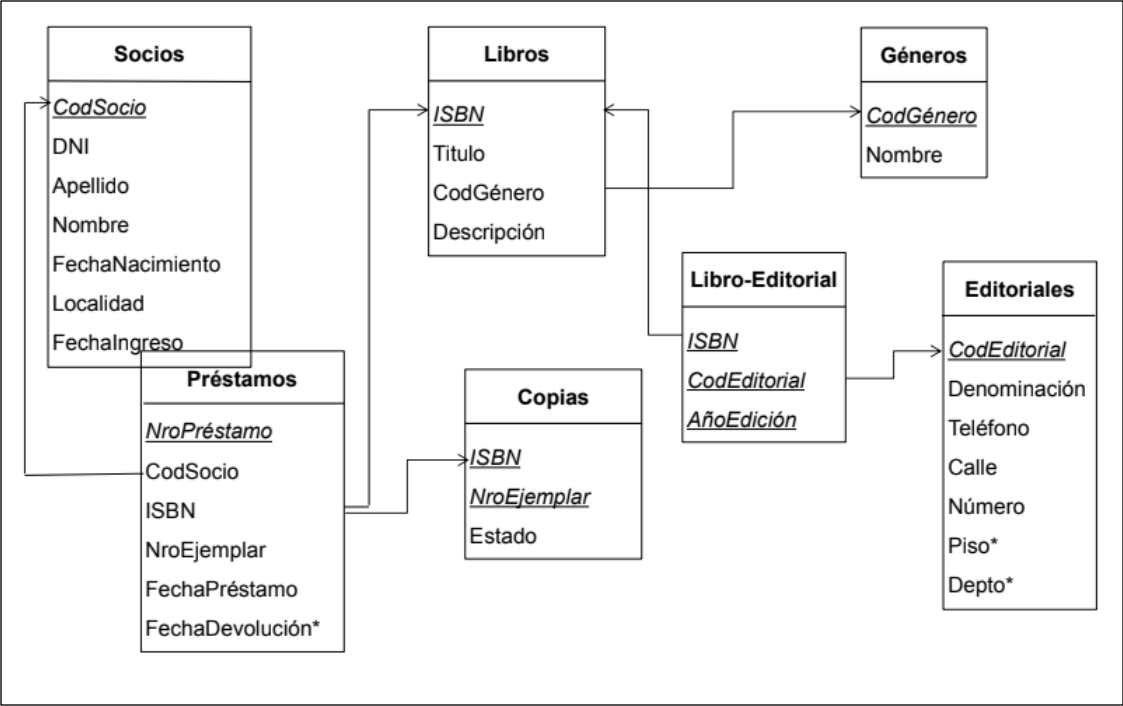 Socios
CodSocio
DNI
Apellido
Nombre
FechaNacimiento
Localidad
FechaIngreso
Libros
ISBN
Titulo
CodGénero
Descripción
Géneros
CodGénero
Nombre
Préstamos
NroPréstamo
CodSocio
ISBN
NroEjemplar
FechaPréstamo
FechaDevolución*
Copias
ISBN
NroEjemplar
Estado
Libro-Editorial
ISBN
CodEditorial
AñoEdición
Editoriales
CodEditorial
Denominación
Teléfono
Calle
Número
Piso*
Depto*